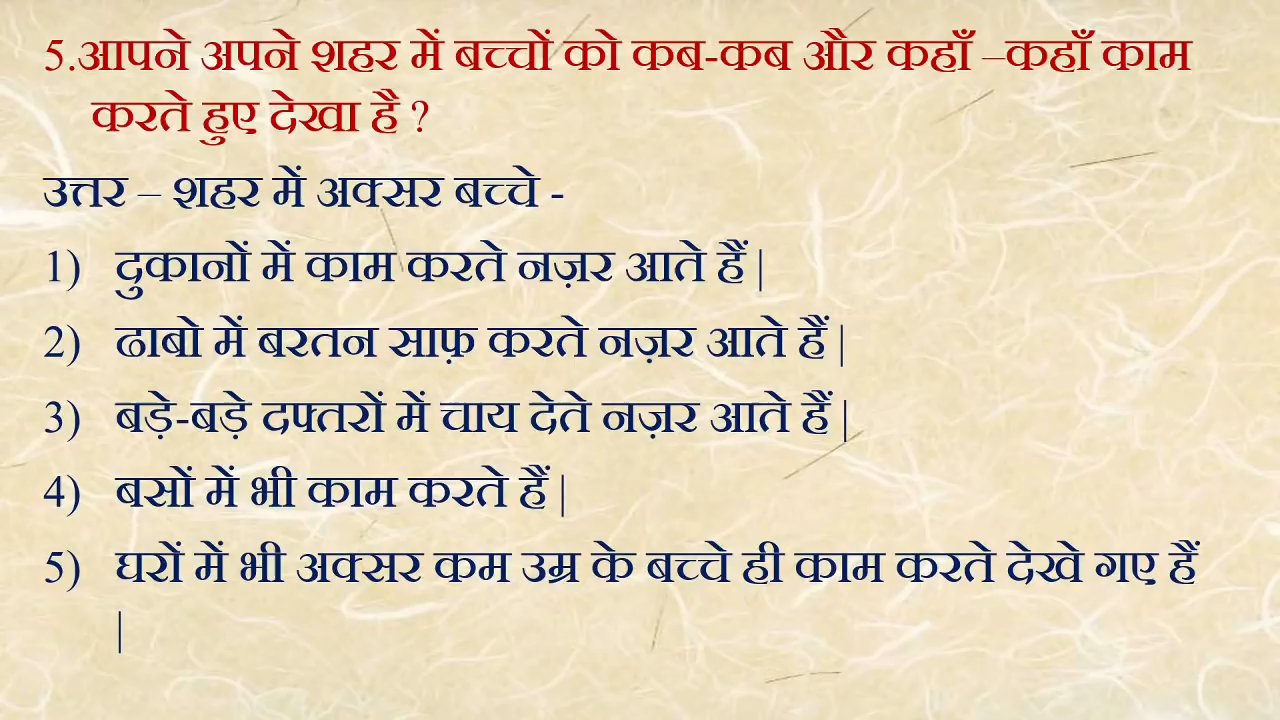 5.आपने अपने शहर में बच्चों को कब-कब और कहाँ –कहाँ काम
करते हुए देखा है ?
उत्तर – शहर में अक्सर बच्चे -
1) दुकानों में काम करते नज़र आते हैं |
2) ढाबो में बरतन साफ़ करते नज़र आते हैं |
3) बड़े-बड़े दफ्तरों में चाय देते नज़र आते हैं |
4) बसों में भी काम करते हैं |
5) घरों में भी अक्सर कम उम्र के बच्चे ही काम करते देखे गए हैं
|